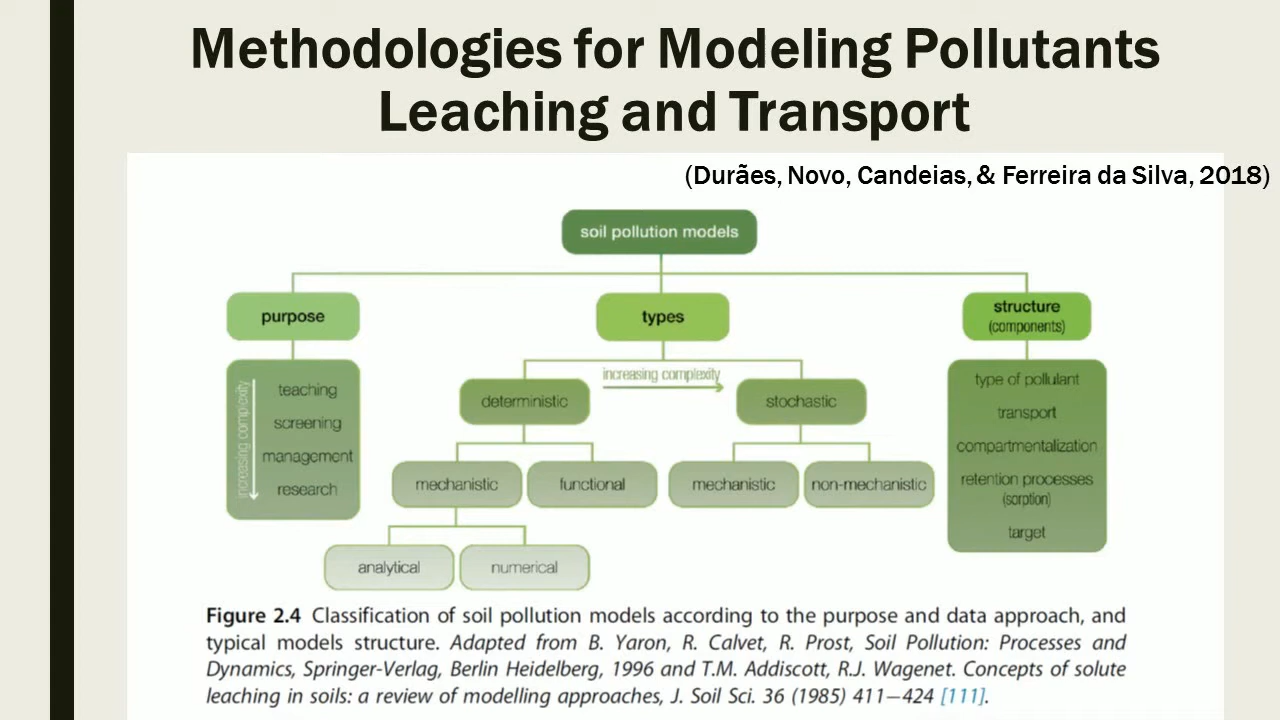 Methodologies for Modeling Pollutants
Leaching and Transport
(Durães, Novo, Candeias, & Ferreira da Silva, 2018)
soil pollution models
purpose
types
structure
(components)
increasing complexity
teaching
screening
management
research
increasing complexity
deterministic
stochastic
mechanistic
functional
mechanistic
non-mechanistic
analytical
numerical
type of pollulant
transport
compartmentalization
retention processes
(sorption)
target
Figure 2.4 Classification of soil pollution models according to the purpose and data approach, and
typical models structure. Adapted from B. Yaron, R. Calvet, R. Prost, Soil Pollution: Processes and
Dynamics, Springer-Verlag, Berlin Heidelberg, 1996 and T.M. Addiscott, R.J. Wagenet. Concepts of solute
leaching in soils: a review of modelling approaches, J. Soil Sci. 36 (1985) 411—424 [111].